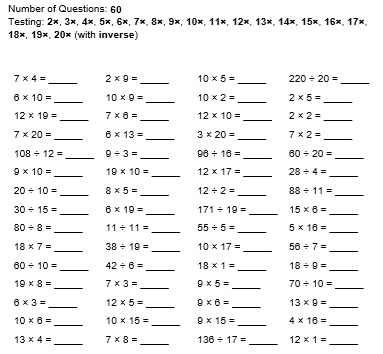 Number of Questions: 60
Testing: 2×, 3×, 4×, 5×, 6×, 7×, 8×, 9×, 10×, 11×, 12×, 13×, 14×, 15×, 16×, 17×,
18×, 19×, 20× (with inverse)
7 × 4 = _____ 2 × 9 = _____ 10 × 5 = _____ 220 ÷ 20 = _____
6 × 10 = _____ 10 × 9 = _____ 10 × 2 = _____ 2 × 5 = _____
12 × 19 = _____ 7 × 6 = _____ 12 × 10 = _____ 2 × 2 = _____
7 × 20 = _____ 6 × 13 = _____ 3 × 20 = _____ 7 × 2 = _____
108 ÷ 12 = _____ 9 ÷ 3 = _____ 96 ÷ 16 = _____ 60 ÷ 20 = _____
9 × 10 = _____ 19 × 10 = _____ 12 × 17 = _____ 28 ÷ 4 = _____
20 ÷ 10 = _____ 8 × 5 = _____ 12 ÷ 2 = _____ 88 ÷ 11 = _____
30 ÷ 15 = _____ 6 × 19 = _____ 171 ÷ 19 = _____ 15 × 6 = _____
80 ÷ 8 = _____ 11 ÷ 11 = _____ 55 ÷ 5 = _____ 5 × 16 = _____
18 × 7 = _____ 38 ÷ 19 = _____ 10 × 17 = _____ 56 ÷ 7 = _____
60 ÷ 10 = _____ 42 ÷ 6 = _____ 18 × 1 = _____ 18 ÷ 9 = _____
19 × 8 = _____ 7 × 3 = _____ 9 × 5 = _____ 70 ÷ 10 = _____
6 × 3 = _____ 12 × 5 = _____ 9 × 6 = _____ 13 × 9 = _____
10 × 6 = _____ 10 × 15 = _____ 9 × 15 = _____ 4 × 16 = _____
13 × 4 = _____ 7 × 8 = _____ 136 ÷ 17 = _____ 12 × 1 = _____